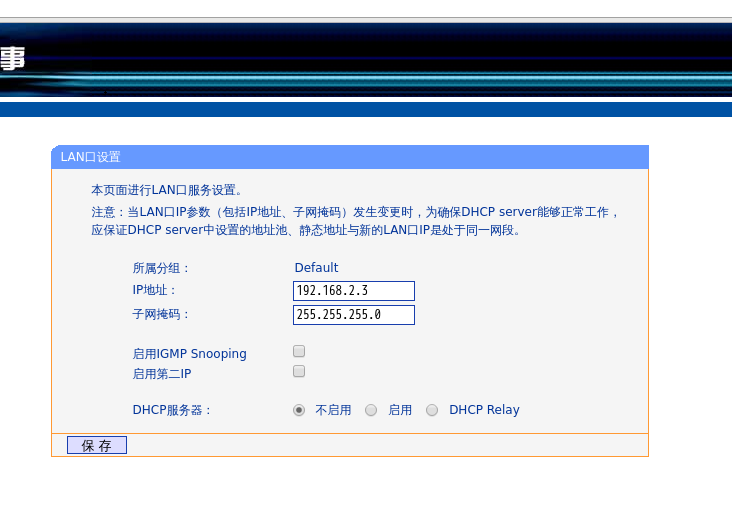 事
LAN口设置
本页面进行LAN口服务设置。
注意：当LAN口IP参数（包括IP地址、子网掩码）发生变更时，为确保DHCP server能够正常工作，
应保证DHCP server中设置的地址池、静态地址与新的LAN口IP是处于同一网段。
所属分组： Default
IP地址： 192.168.2.3
子网掩码： 255.255.255.0
启用IGMP Snooping
启用第二IP
DHCP服务器： 不启用 启用 DHCP Relay
保 存